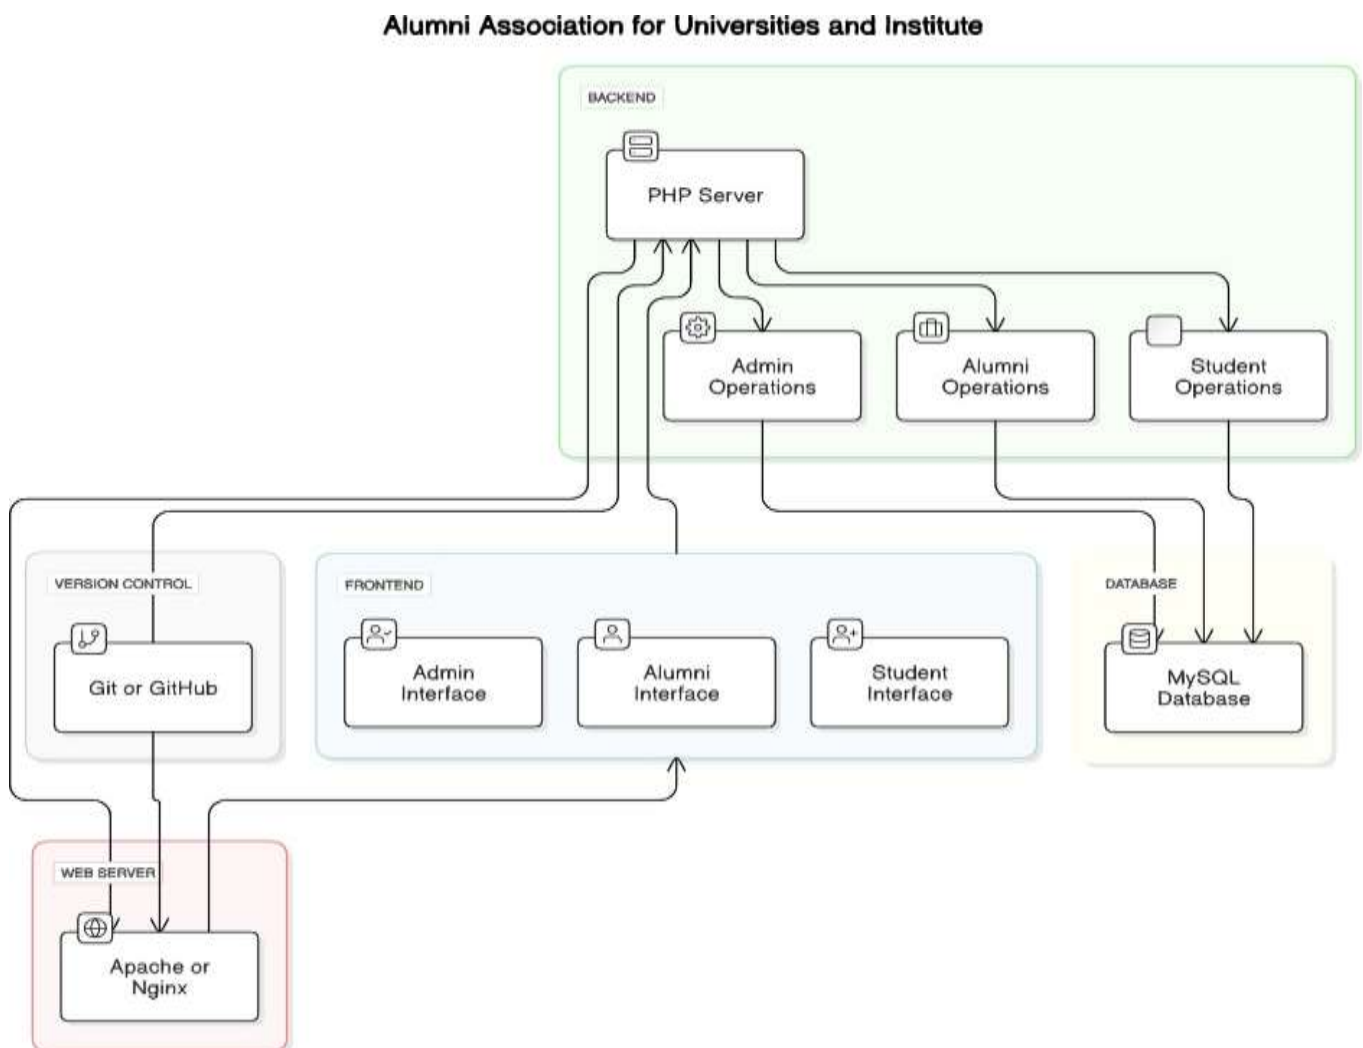 Alumni Association for Universities and Institute
BACKEND
PHP Server
Admin
Operations
Alumni
Operations
Student
Operations
VERSION CONTROL
Git or GitHub
FRONTEND
Admin
Interface
Alumni
Interface
Student
Interface
DATABASE
MySQL
Database
WEB SERVER
Apache or
Nginx